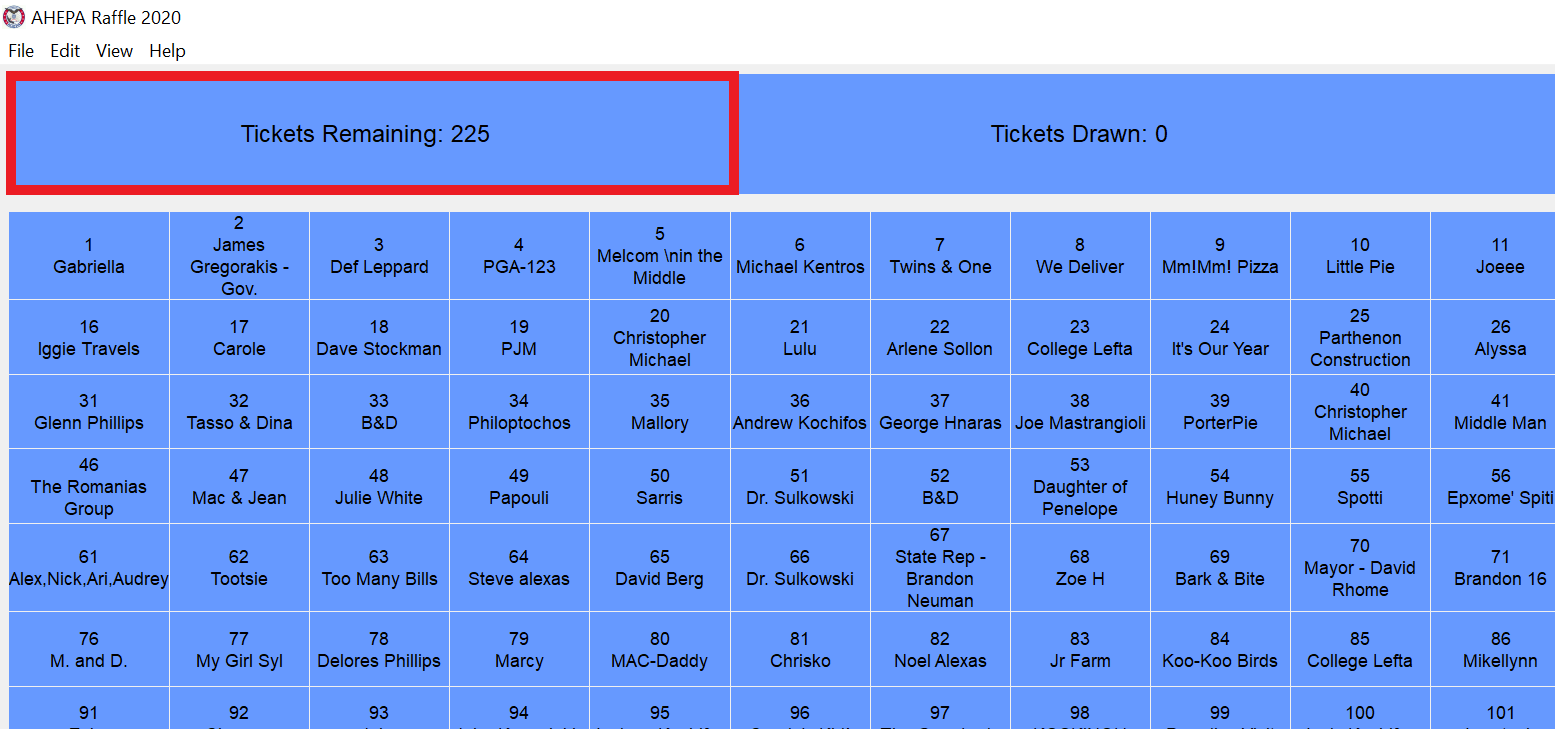 AHEPA Raffle 2020
File Edit View Help
Tickets Remaining: 225
Tickets Drawn: 0
1
Gabriella
2
James
Gregorakis -
Gov.
3
Def Leppard
4
PGA-123
5
Melcom \nin the
Middle
6
Michael Kentros
7
Twins & One
8
We Deliver
9
Mm!Mm! Pizza
10
Little Pie
11
Joeee
16
Iggie Travels
17
Carole
18
Dave Stockman
19
PJM
20
Christopher
Michael
21
Lulu
22
Arlene Sollon
23
College Lefta
24
It's Our Year
25
Parthenon
Construction
26
Alyssa
31
Glenn Phillips
32
Tasso & Dina
33
B&D
34
Philoptochos
35
Mallory
36
Andrew Kochifos
37
George Hnaras
38
Joe Mastrangioli
39
PorterPie
40
Christopher
Michael
41
Middle Man
46
The Romanias
Group
47
Mac & Jean
48
Julie White
49
Papouli
50
Sarris
51
Dr. Sulkowski
52
B&D
53
Daughter of
Penelope
54
Huney Bunny
55
Spotti
56
Epxome' Spiti
61
Alex,Nick,Ari,Audrey
62
Tootsie
63
Too Many Bills
64
Steve alexas
65
David Berg
66
Dr. Sulkowski
67
State Rep -
Brandon
Neuman
68
Zoe H
69
Bark & Bite
70
Mayor - David
Rhome
71
Brandon 16
76
M. and D.
77
My Girl Syl
78
Delores Phillips
79
Marcy
80
MAC-Daddy
81
Chrisko
82
Noel Alexas
83
Jr Farm
84
Koo-Koo Birds
85
College Lefta
86
Mikellynn
91
92
93
94
95
96
97
98
99
100
101